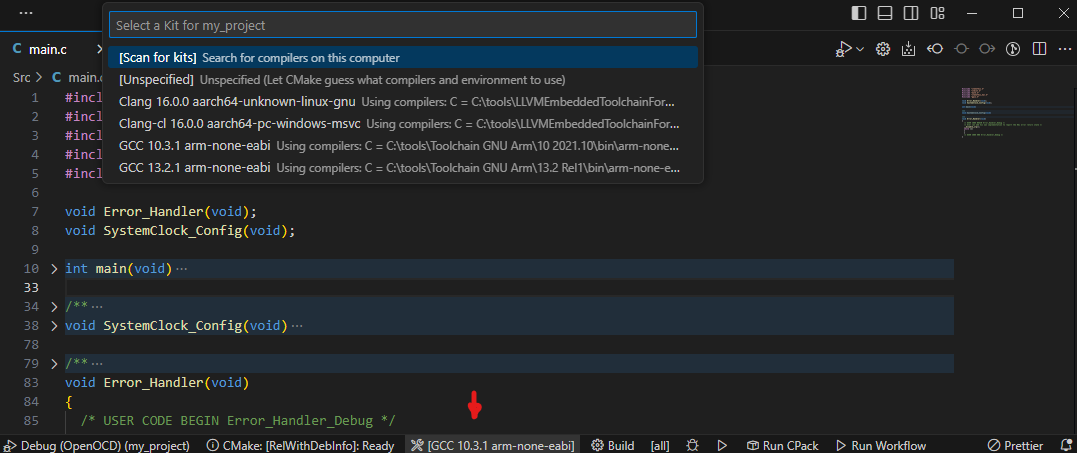 Select a Kit for my_project
[Scan for kits] Search for compilers on this computer
[Unspecified] Unspecified (Let CMake guess what compilers and environment to use)
Clang 16.0.0 aarch64-unknown-linux-gnu Using compilers: C = C:\tools\LLVMEmbeddedToolchainFor...
Clang-cl 16.0.0 aarch64-pc-windows-msvc Using compilers: C = C:\tools\LLVMEmbeddedToolchainFor...
GCC 10.3.1 arm-none-eabi Using compilers: C = C:\tools\Toolchain GNU Arm\10 2021.10\bin\arm-none...
GCC 13.2.1 arm-none-eabi Using compilers: C = C:\tools\Toolchain GNU Arm\13.2 Rel1\bin\arm-none-e...
C main.c
Src > C main.c
1 #incl
2 #incl
3 #incl
4 #incl
5 #incl
6
7 void Error_Handler(void);
8 void SystemClock_Config(void);
9
10 int main(void) ...
33
34 /** ...
38 void SystemClock_Config(void) ...
78
79 /** ...
83 void Error_Handler(void)
84 {
85 /* USER CODE BEGIN Error_Handler_Debug */
Debug (OpenOCD) (my_project) CMake: [RelWithDebInfo]: Ready [GCC 10.3.1 arm-none-eabi] Build [all] Run CPack Run Workflow Prettier